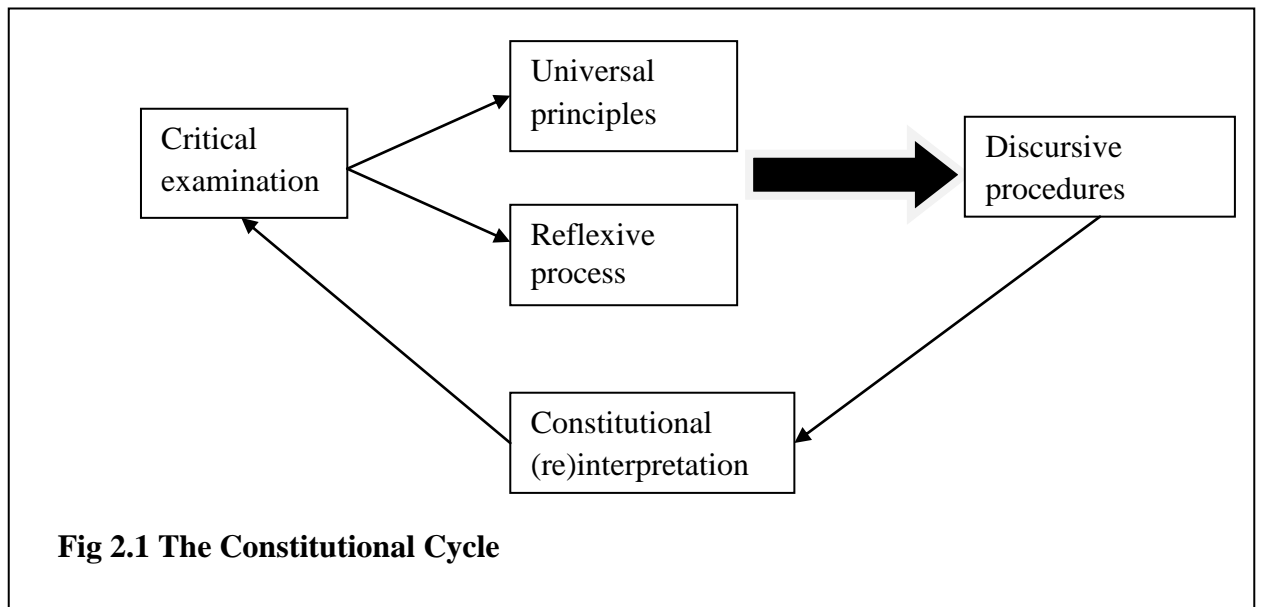 Critical
examination
Universal
principles
Reflexive
process
Discursive
procedures
Constitutional
(re)interpretation
Fig 2.1 The Constitutional Cycle